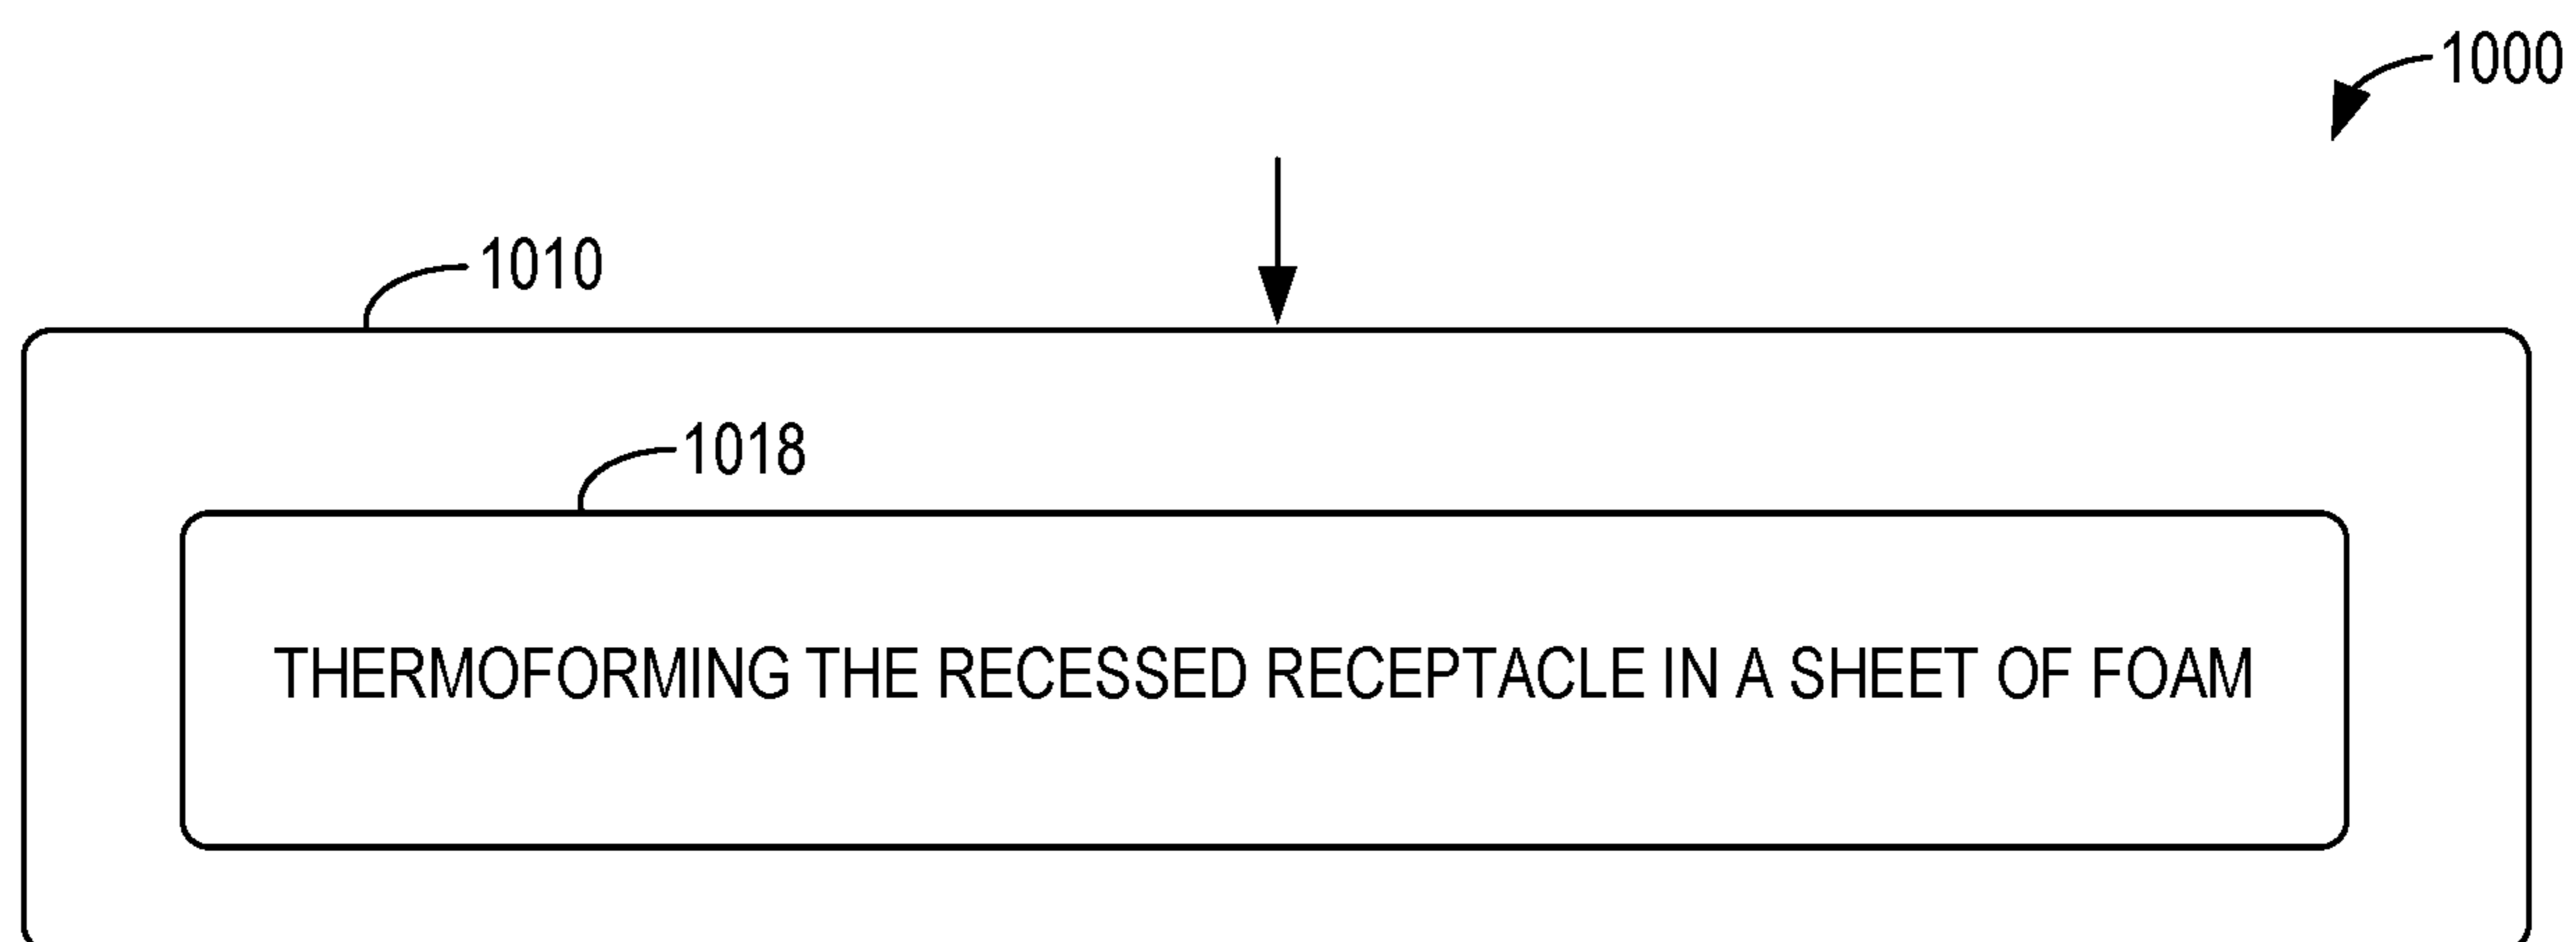 1000
1010
1018
THERMOFORMING THE RECESSED RECEPTACLE IN A SHEET OF FOAM